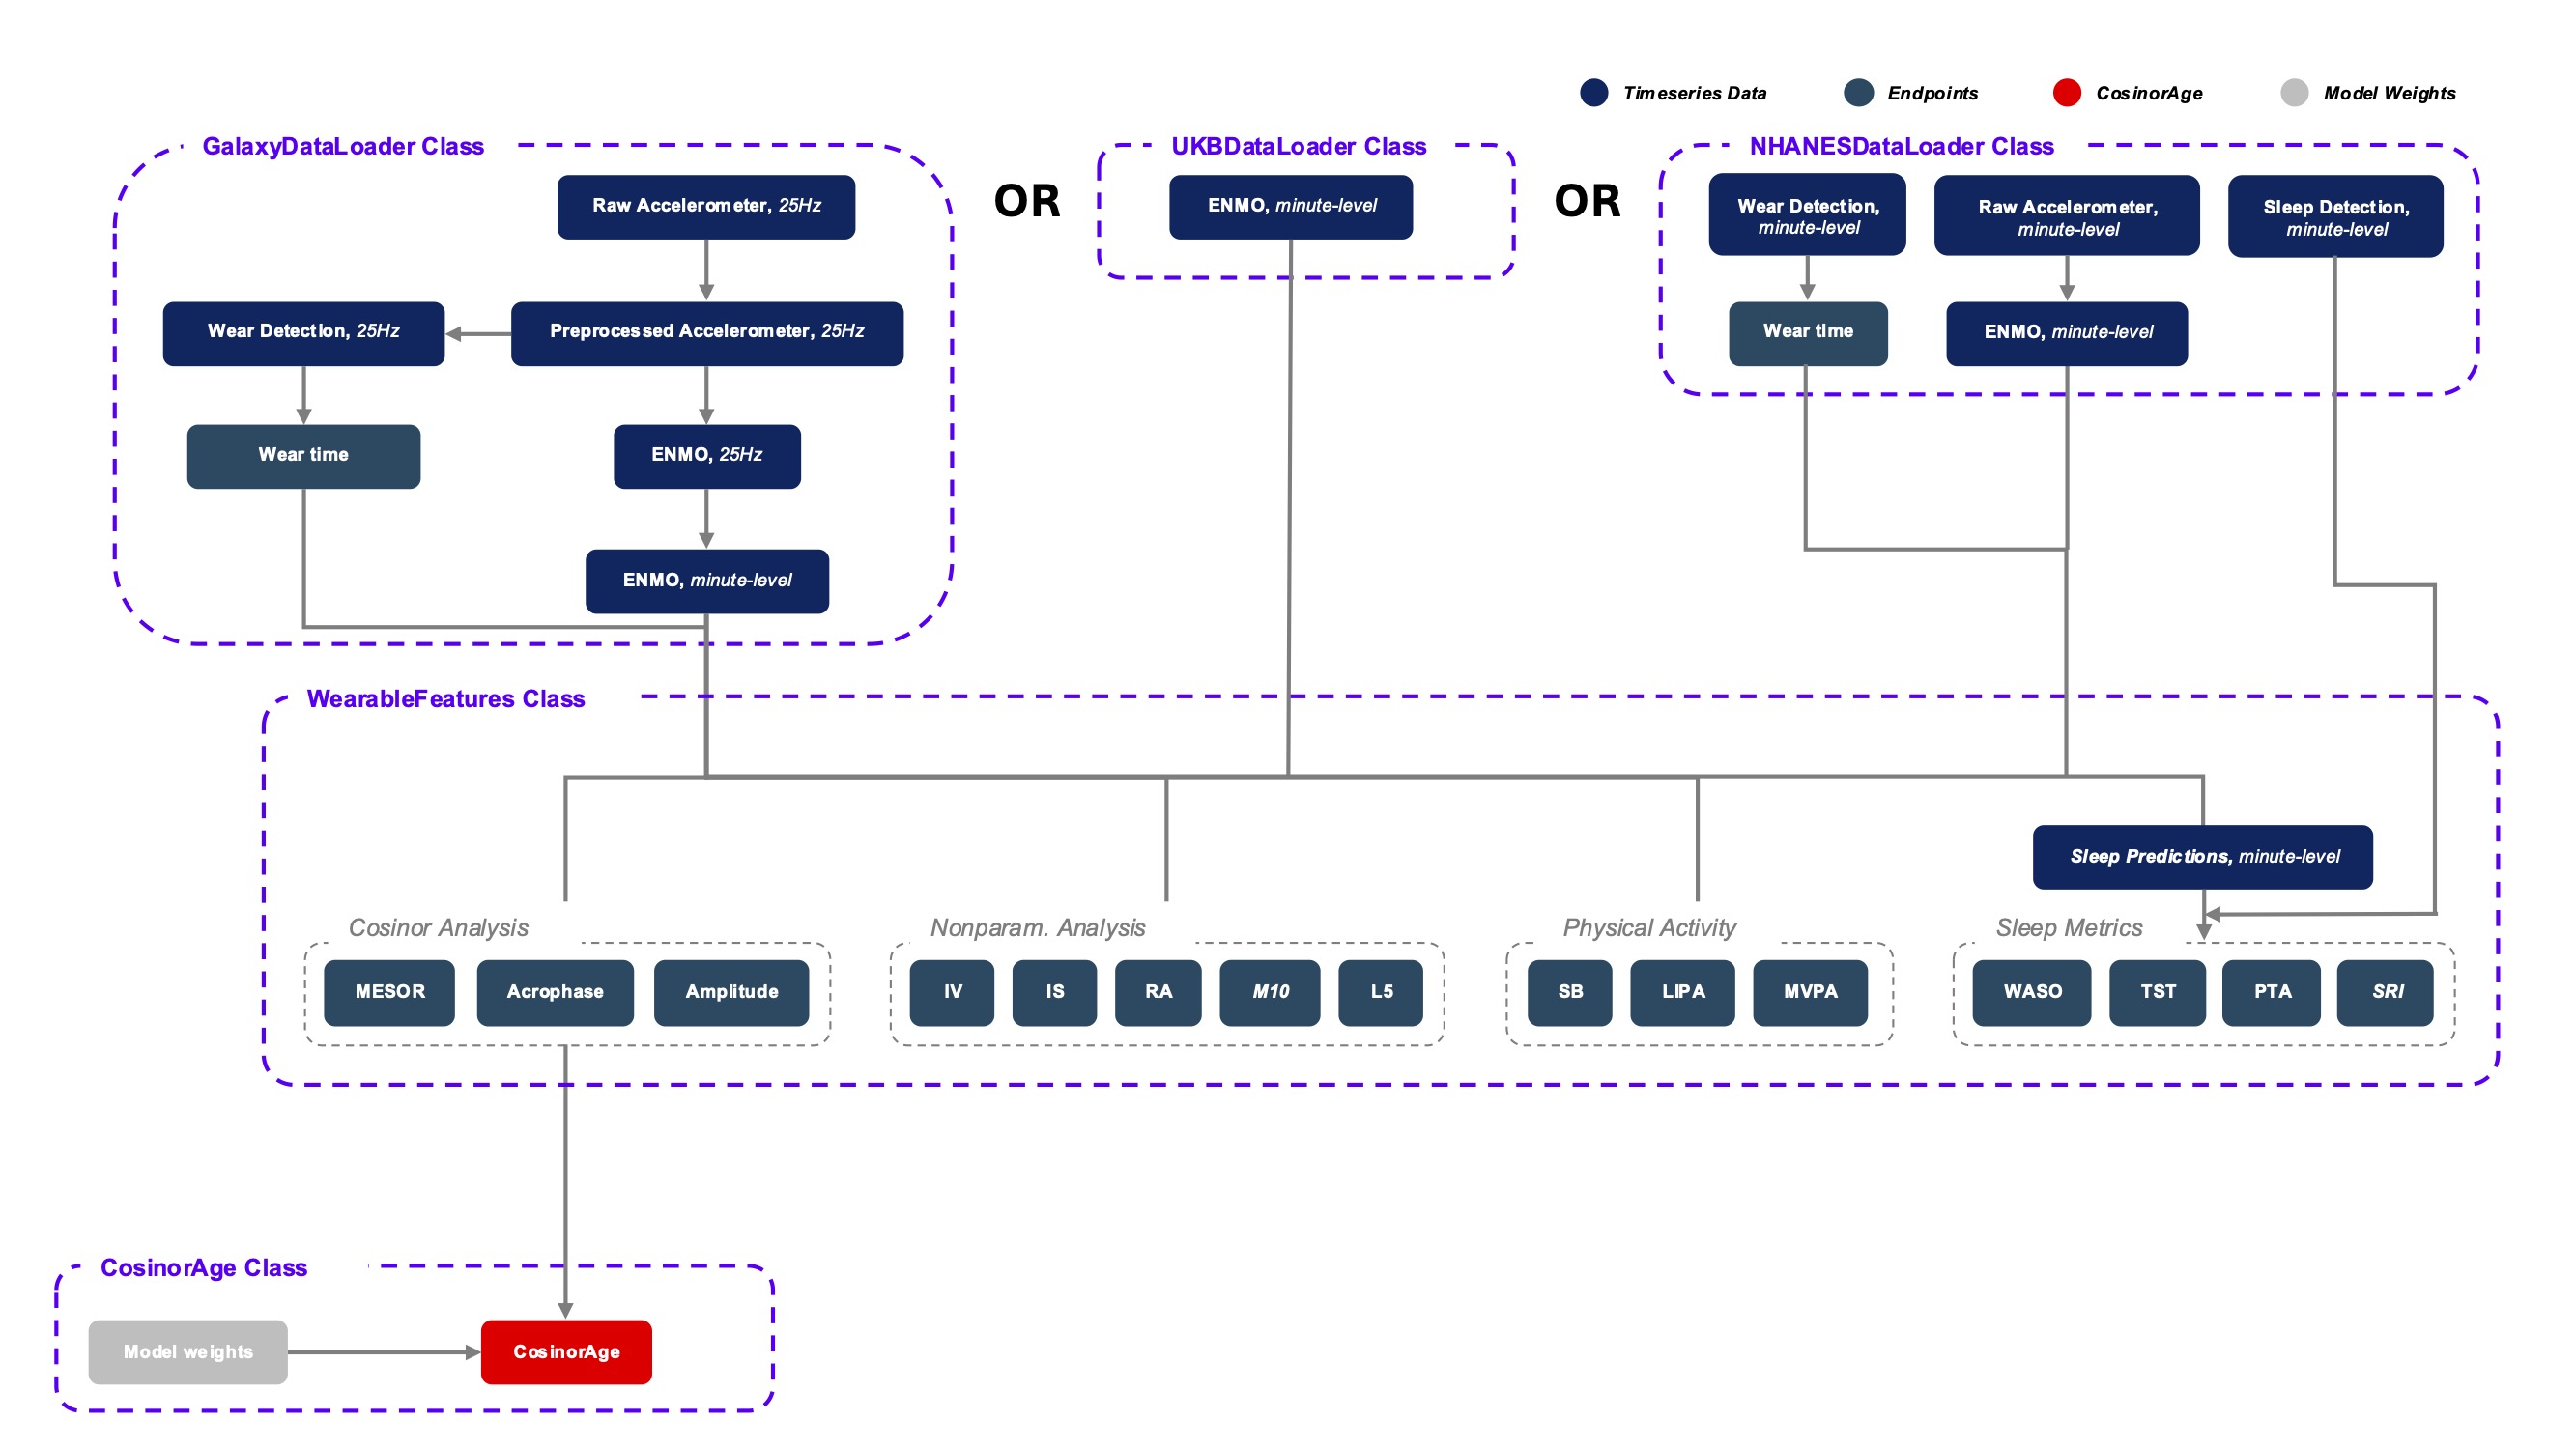 Timeseries Data
Endpoints
CosinorAge
Model Weights
GalaxyDataLoader Class
Raw Accelerometer, 25Hz
Wear Detection, 25Hz
Preprocessed Accelerometer, 25Hz
Wear time
ENMO, 25Hz
ENMO, minute-level
OR
UKBDataLoader Class
ENMO, minute-level
OR
NHANESDataLoader Class
Wear Detection,
minute-level
Raw Accelerometer,
minute-level
Sleep Detection,
minute-level
Wear time
ENMO, minute-level
WearableFeatures Class
Sleep Predictions, minute-level
Cosinor Analysis
MESOR
Acrophase
Amplitude
Nonparam. Analysis
IV
IS
RA
M10
L5
Physical Activity
SB
LIPA
MVPA
Sleep Metrics
WASO
TST
PTA
SRI
CosinorAge Class
Model weights
CosinorAge